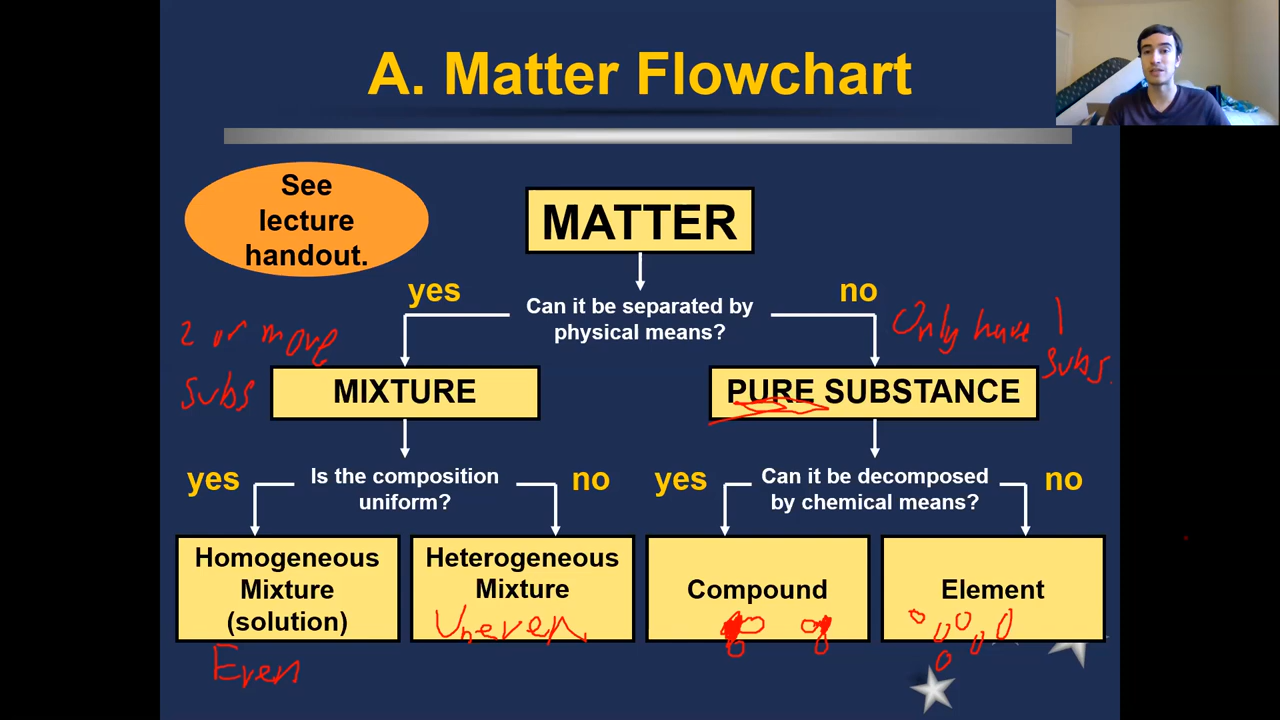 A. Matter Flowchart
See
lecture
handout.
MATTER
yes
Can it be separated by
physical means?
no
2 or more
subs
Only have 1
subs.
MIXTURE
PURE SUBSTANCE
yes
Is the composition
uniform?
no
yes
Can it be decomposed
by chemical means?
no
Homogeneous
Mixture
(solution)
Even
Heterogeneous
Mixture
Uneven
Compound
Element